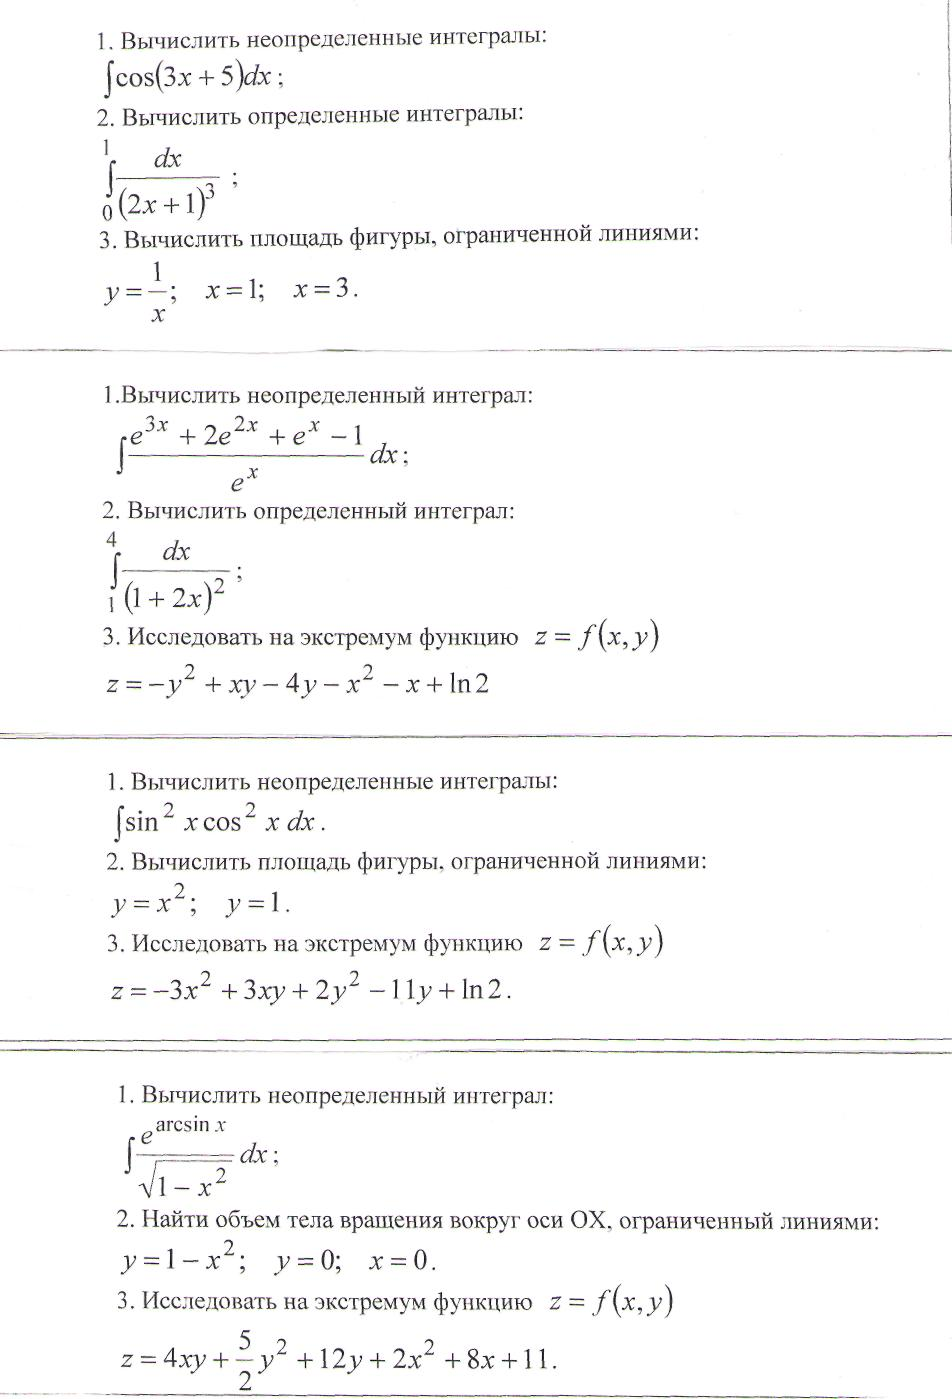 1. Вычислить неопределенные интегралы:
∫cos(3x + 5)dx ;
2. Вычислить определенные интегралы:
∫₀¹ dx/(2x + 1)³ ;
3. Вычислить площадь фигуры, ограниченной линиями:
y = 1/x ; x = 1; x = 3.
1.Вычислить неопределенный интеграл:
∫ (e^{3x} + 2e^{2x} + e^x − 1)/e^x dx ;
2. Вычислить определенный интеграл:
∫₁⁴ dx/(1 + 2x)² ;
3. Исследовать на экстремум функцию z = f(x, y)
z = −y² + xy − 4y − x² − x + ln2
1. Вычислить неопределенные интегралы:
∫sin² x cos² x dx .
2. Вычислить площадь фигуры, ограниченной линиями:
y = x² ; y = 1.
3. Исследовать на экстремум функцию z = f(x, y)
z = −3x² + 3xy + 2y² − 11y + ln2 .
1. Вычислить неопределенный интеграл:
∫ e^{arcsin x}/√(1 − x²) dx ;
2. Найти объем тела вращения вокруг оси OX, ограниченный линиями:
y = 1 − x² ; y = 0; x = 0.
3. Исследовать на экстремум функцию z = f(x, y)
z = 4xy + 5/2 y² + 12y + 2x² + 8x + 11.